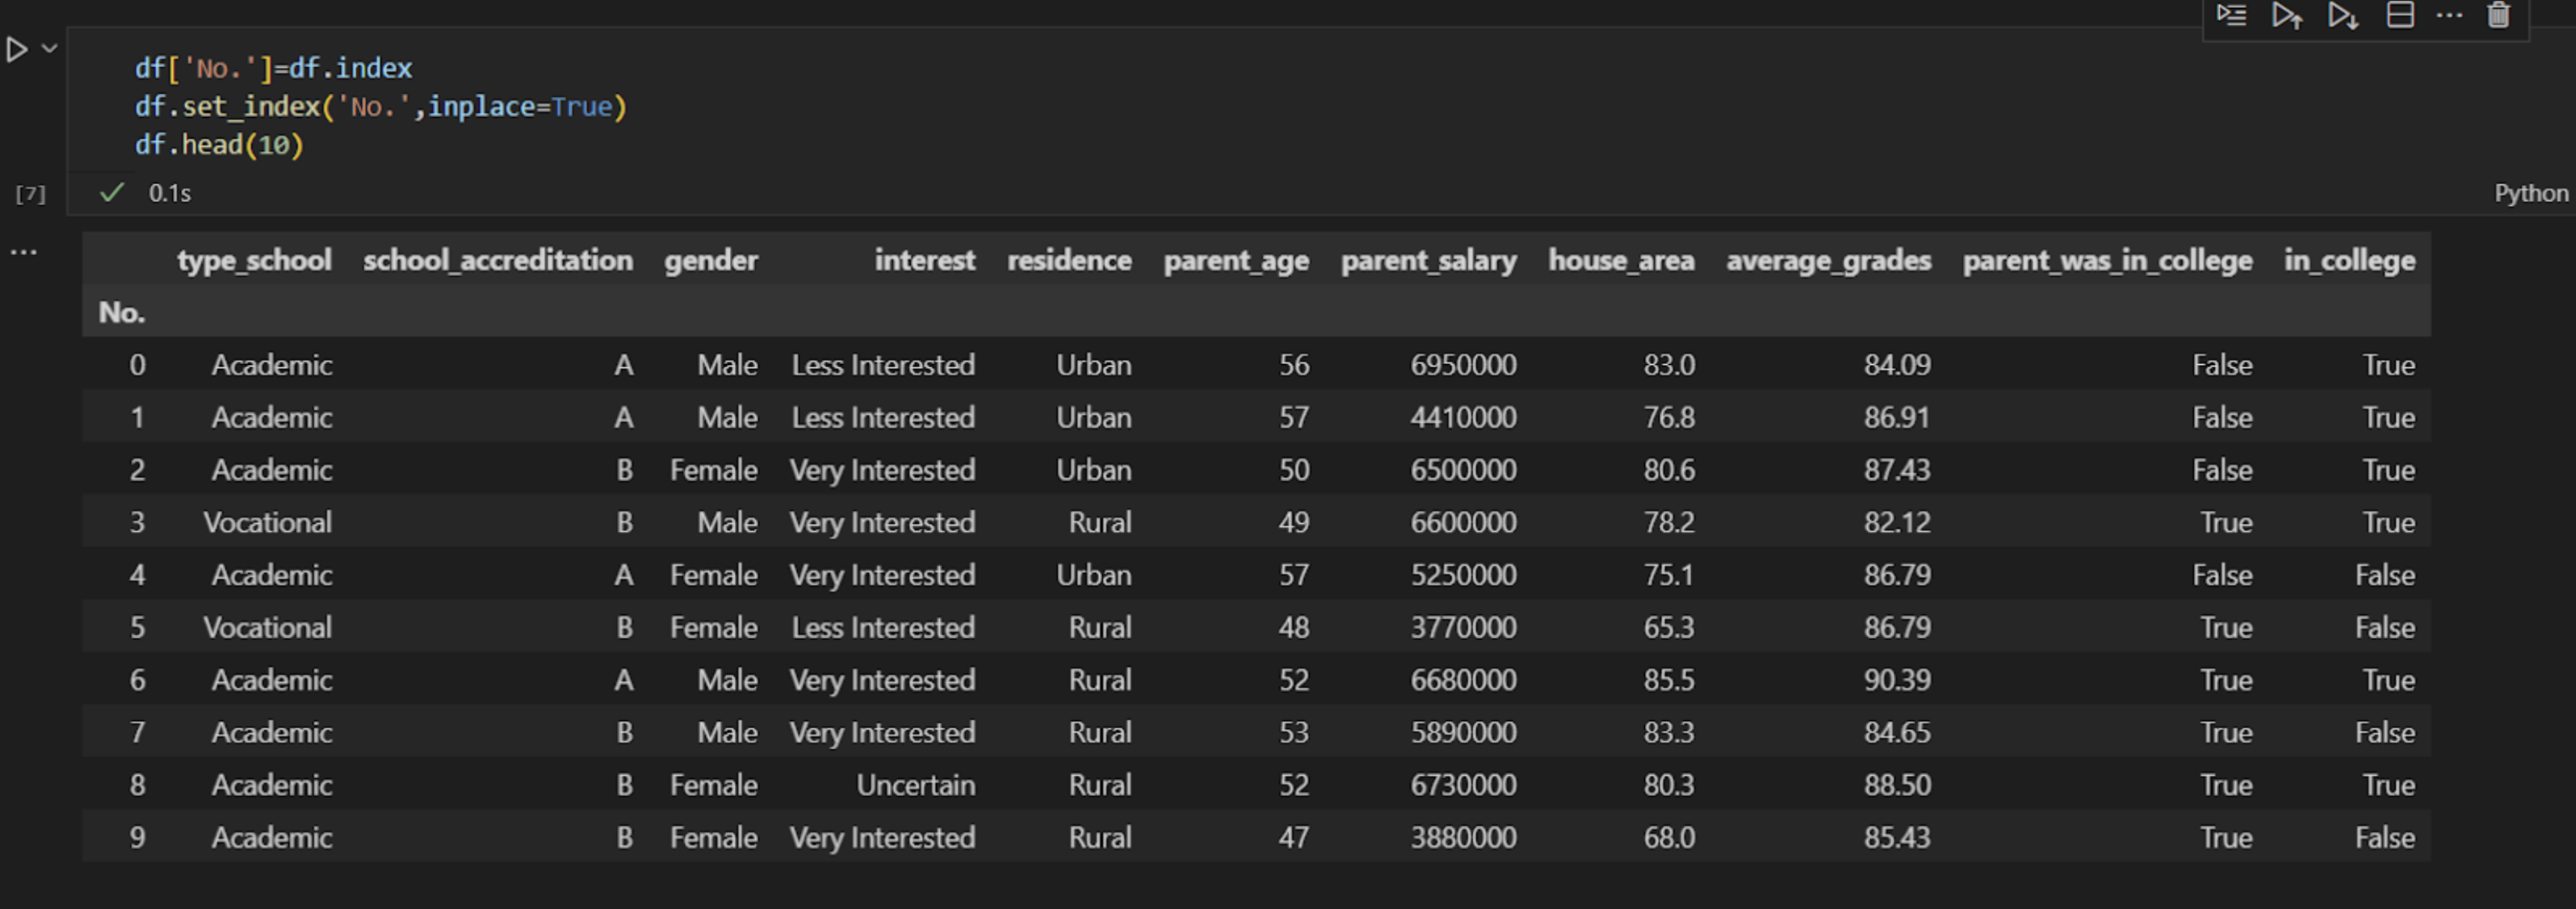 df['No.']=df.index
df.set_index('No.',inplace=True)
df.head(10)
[7] 0.1s Python
type_school school_accreditation gender interest residence parent_age parent_salary house_area average_grades parent_was_in_college in_college
No.
0 Academic A Male Less Interested Urban 56 6950000 83.0 84.09 False True
1 Academic A Male Less Interested Urban 57 4410000 76.8 86.91 False True
2 Academic B Female Very Interested Urban 50 6500000 80.6 87.43 False True
3 Vocational B Male Very Interested Rural 49 6600000 78.2 82.12 True True
4 Academic A Female Very Interested Urban 57 5250000 75.1 86.79 False False
5 Vocational B Female Less Interested Rural 48 3770000 65.3 86.79 True False
6 Academic A Male Very Interested Rural 52 6680000 85.5 90.39 True True
7 Academic B Male Very Interested Rural 53 5890000 83.3 84.65 True False
8 Academic B Female Uncertain Rural 52 6730000 80.3 88.50 True True
9 Academic B Female Very Interested Rural 47 3880000 68.0 85.43 True False